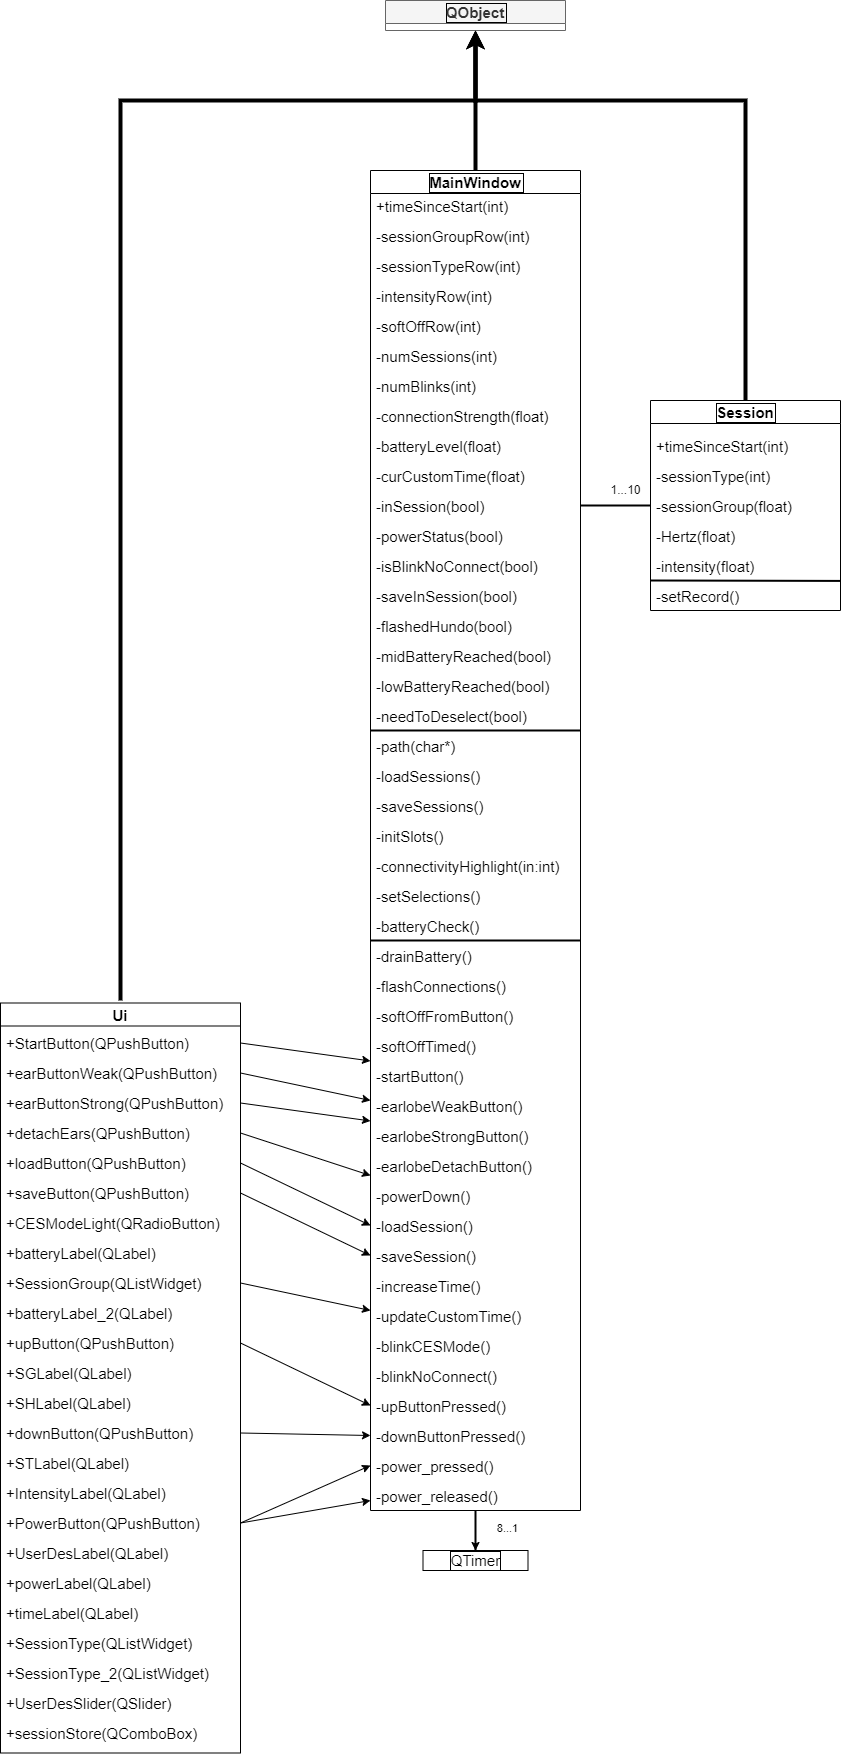 QObject
MainWindow
+timeSinceStart(int)
-sessionGroupRow(int)
-sessionTypeRow(int)
-intensityRow(int)
-softOffRow(int)
-numSessions(int)
-numBlinks(int)
-connectionStrength(float)
-batteryLevel(float)
-curCustomTime(float)
-inSession(bool)
-powerStatus(bool)
-isBlinkNoConnect(bool)
-saveInSession(bool)
-flashedHundo(bool)
-midBatteryReached(bool)
-lowBatteryReached(bool)
-needToDeselect(bool)
-path(char*)
-loadSessions()
-saveSessions()
-initSlots()
-connectivityHighlight(in:int)
-setSelections()
-batteryCheck()
-drainBattery()
-flashConnections()
-softOffFromButton()
-softOffTimed()
-startButton()
-earlobeWeakButton()
-earlobeStrongButton()
-earlobeDetachButton()
-powerDown()
-loadSession()
-saveSession()
-increaseTime()
-updateCustomTime()
-blinkCESMode()
-blinkNoConnect()
-upButtonPressed()
-downButtonPressed()
-power_pressed()
-power_released()
1...10
Session
+timeSinceStart(int)
-sessionType(int)
-sessionGroup(float)
-Hertz(float)
-intensity(float)
-setRecord()
Ui
+StartButton(QPushButton)
+earButtonWeak(QPushButton)
+earButtonStrong(QPushButton)
+detachEars(QPushButton)
+loadButton(QPushButton)
+saveButton(QPushButton)
+CESModeLight(QRadioButton)
+batteryLabel(QLabel)
+SessionGroup(QListWidget)
+batteryLabel_2(QLabel)
+upButton(QPushButton)
+SGLabel(QLabel)
+SHLabel(QLabel)
+downButton(QPushButton)
+STLabel(QLabel)
+IntensityLabel(QLabel)
+PowerButton(QPushButton)
+UserDesLabel(QLabel)
+powerLabel(QLabel)
+timeLabel(QLabel)
+SessionType(QListWidget)
+SessionType_2(QListWidget)
+UserDesSlider(QSlider)
+sessionStore(QComboBox)
8...1
QTimer